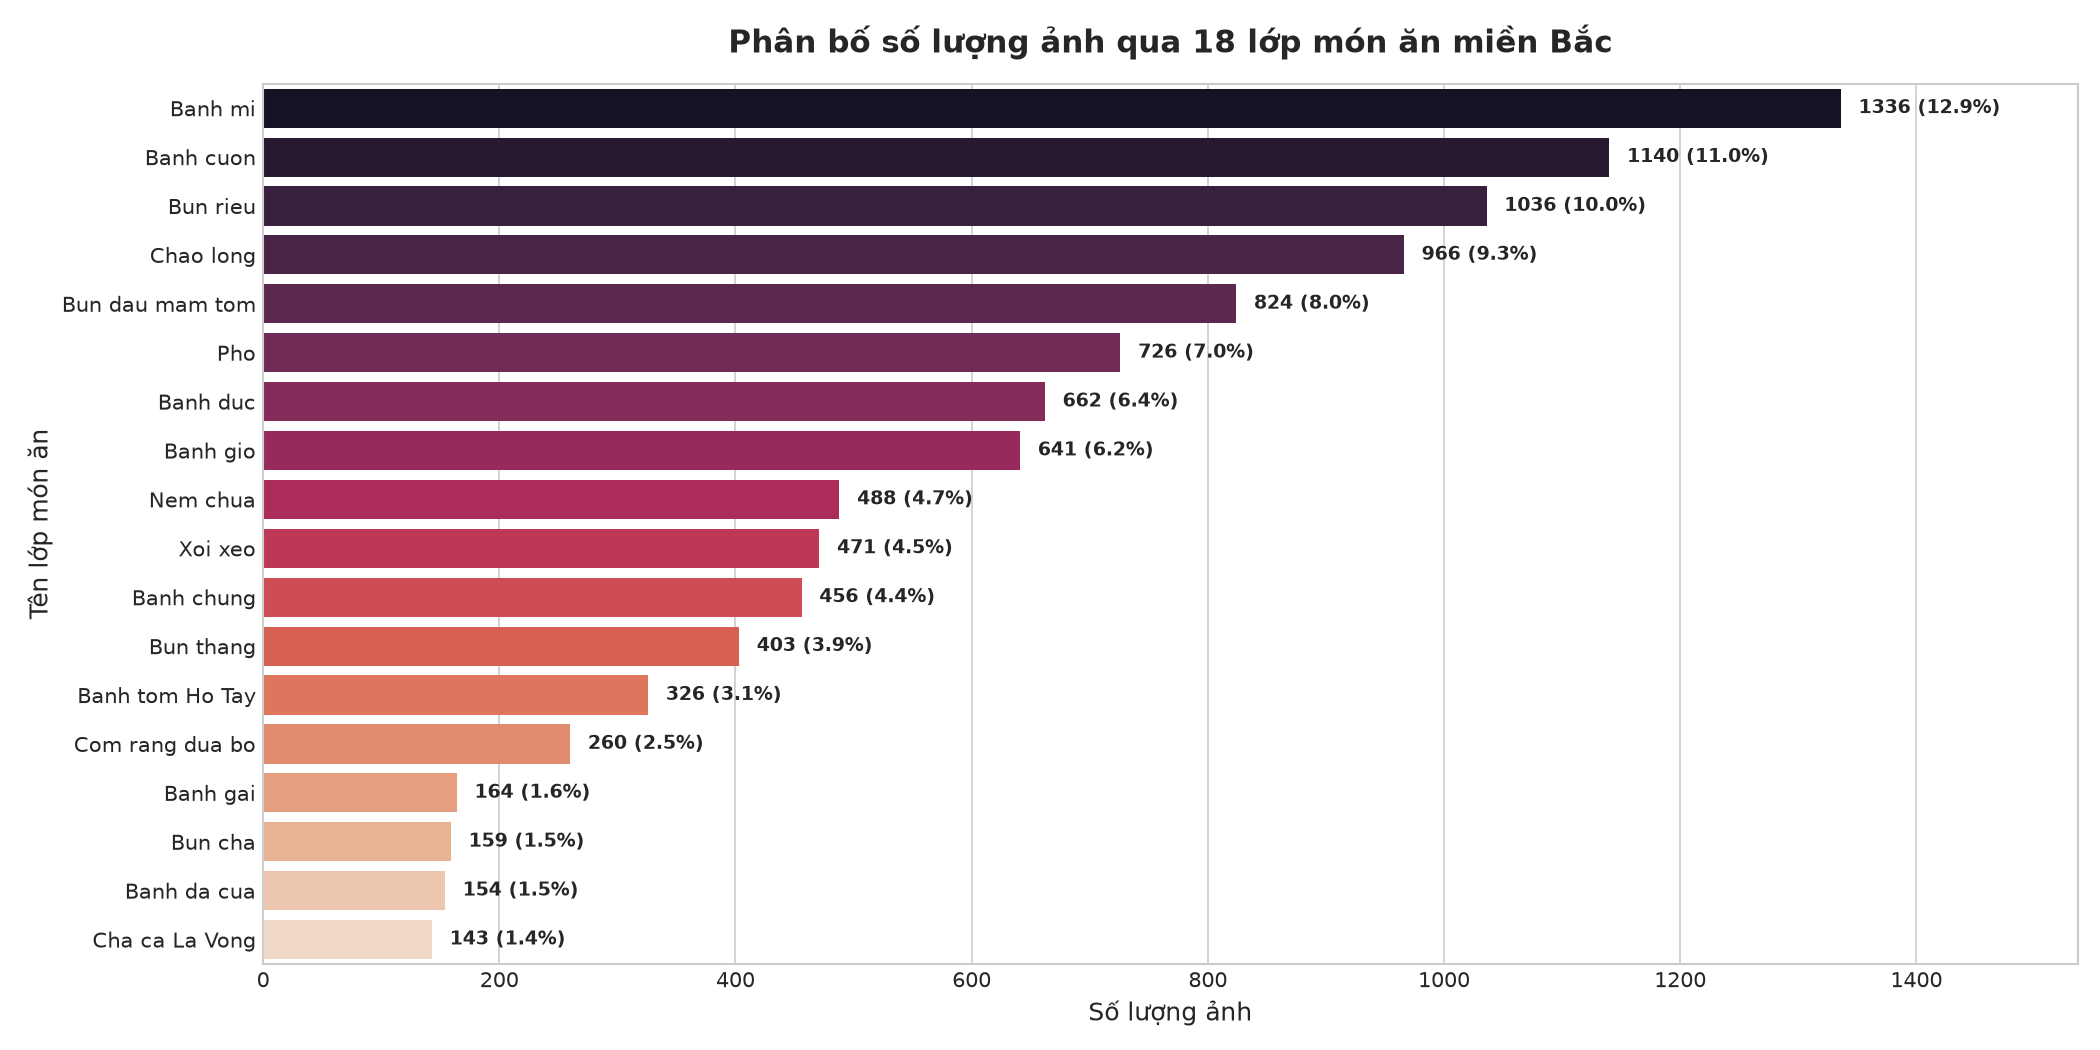 Phân bố số lượng ảnh qua 18 lớp món ăn miền Bắc
Tên lớp món ăn
Banh mi 1336 (12.9%)
Banh cuon 1140 (11.0%)
Bun rieu 1036 (10.0%)
Chao long 966 (9.3%)
Bun dau mam tom 824 (8.0%)
Pho 726 (7.0%)
Banh duc 662 (6.4%)
Banh gio 641 (6.2%)
Nem chua 488 (4.7%)
Xoi xeo 471 (4.5%)
Banh chung 456 (4.4%)
Bun thang 403 (3.9%)
Banh tom Ho Tay 326 (3.1%)
Com rang dua bo 260 (2.5%)
Banh gai 164 (1.6%)
Bun cha 159 (1.5%)
Banh da cua 154 (1.5%)
Cha ca La Vong 143 (1.4%)
0 200 400 600 800 1000 1200 1400
Số lượng ảnh